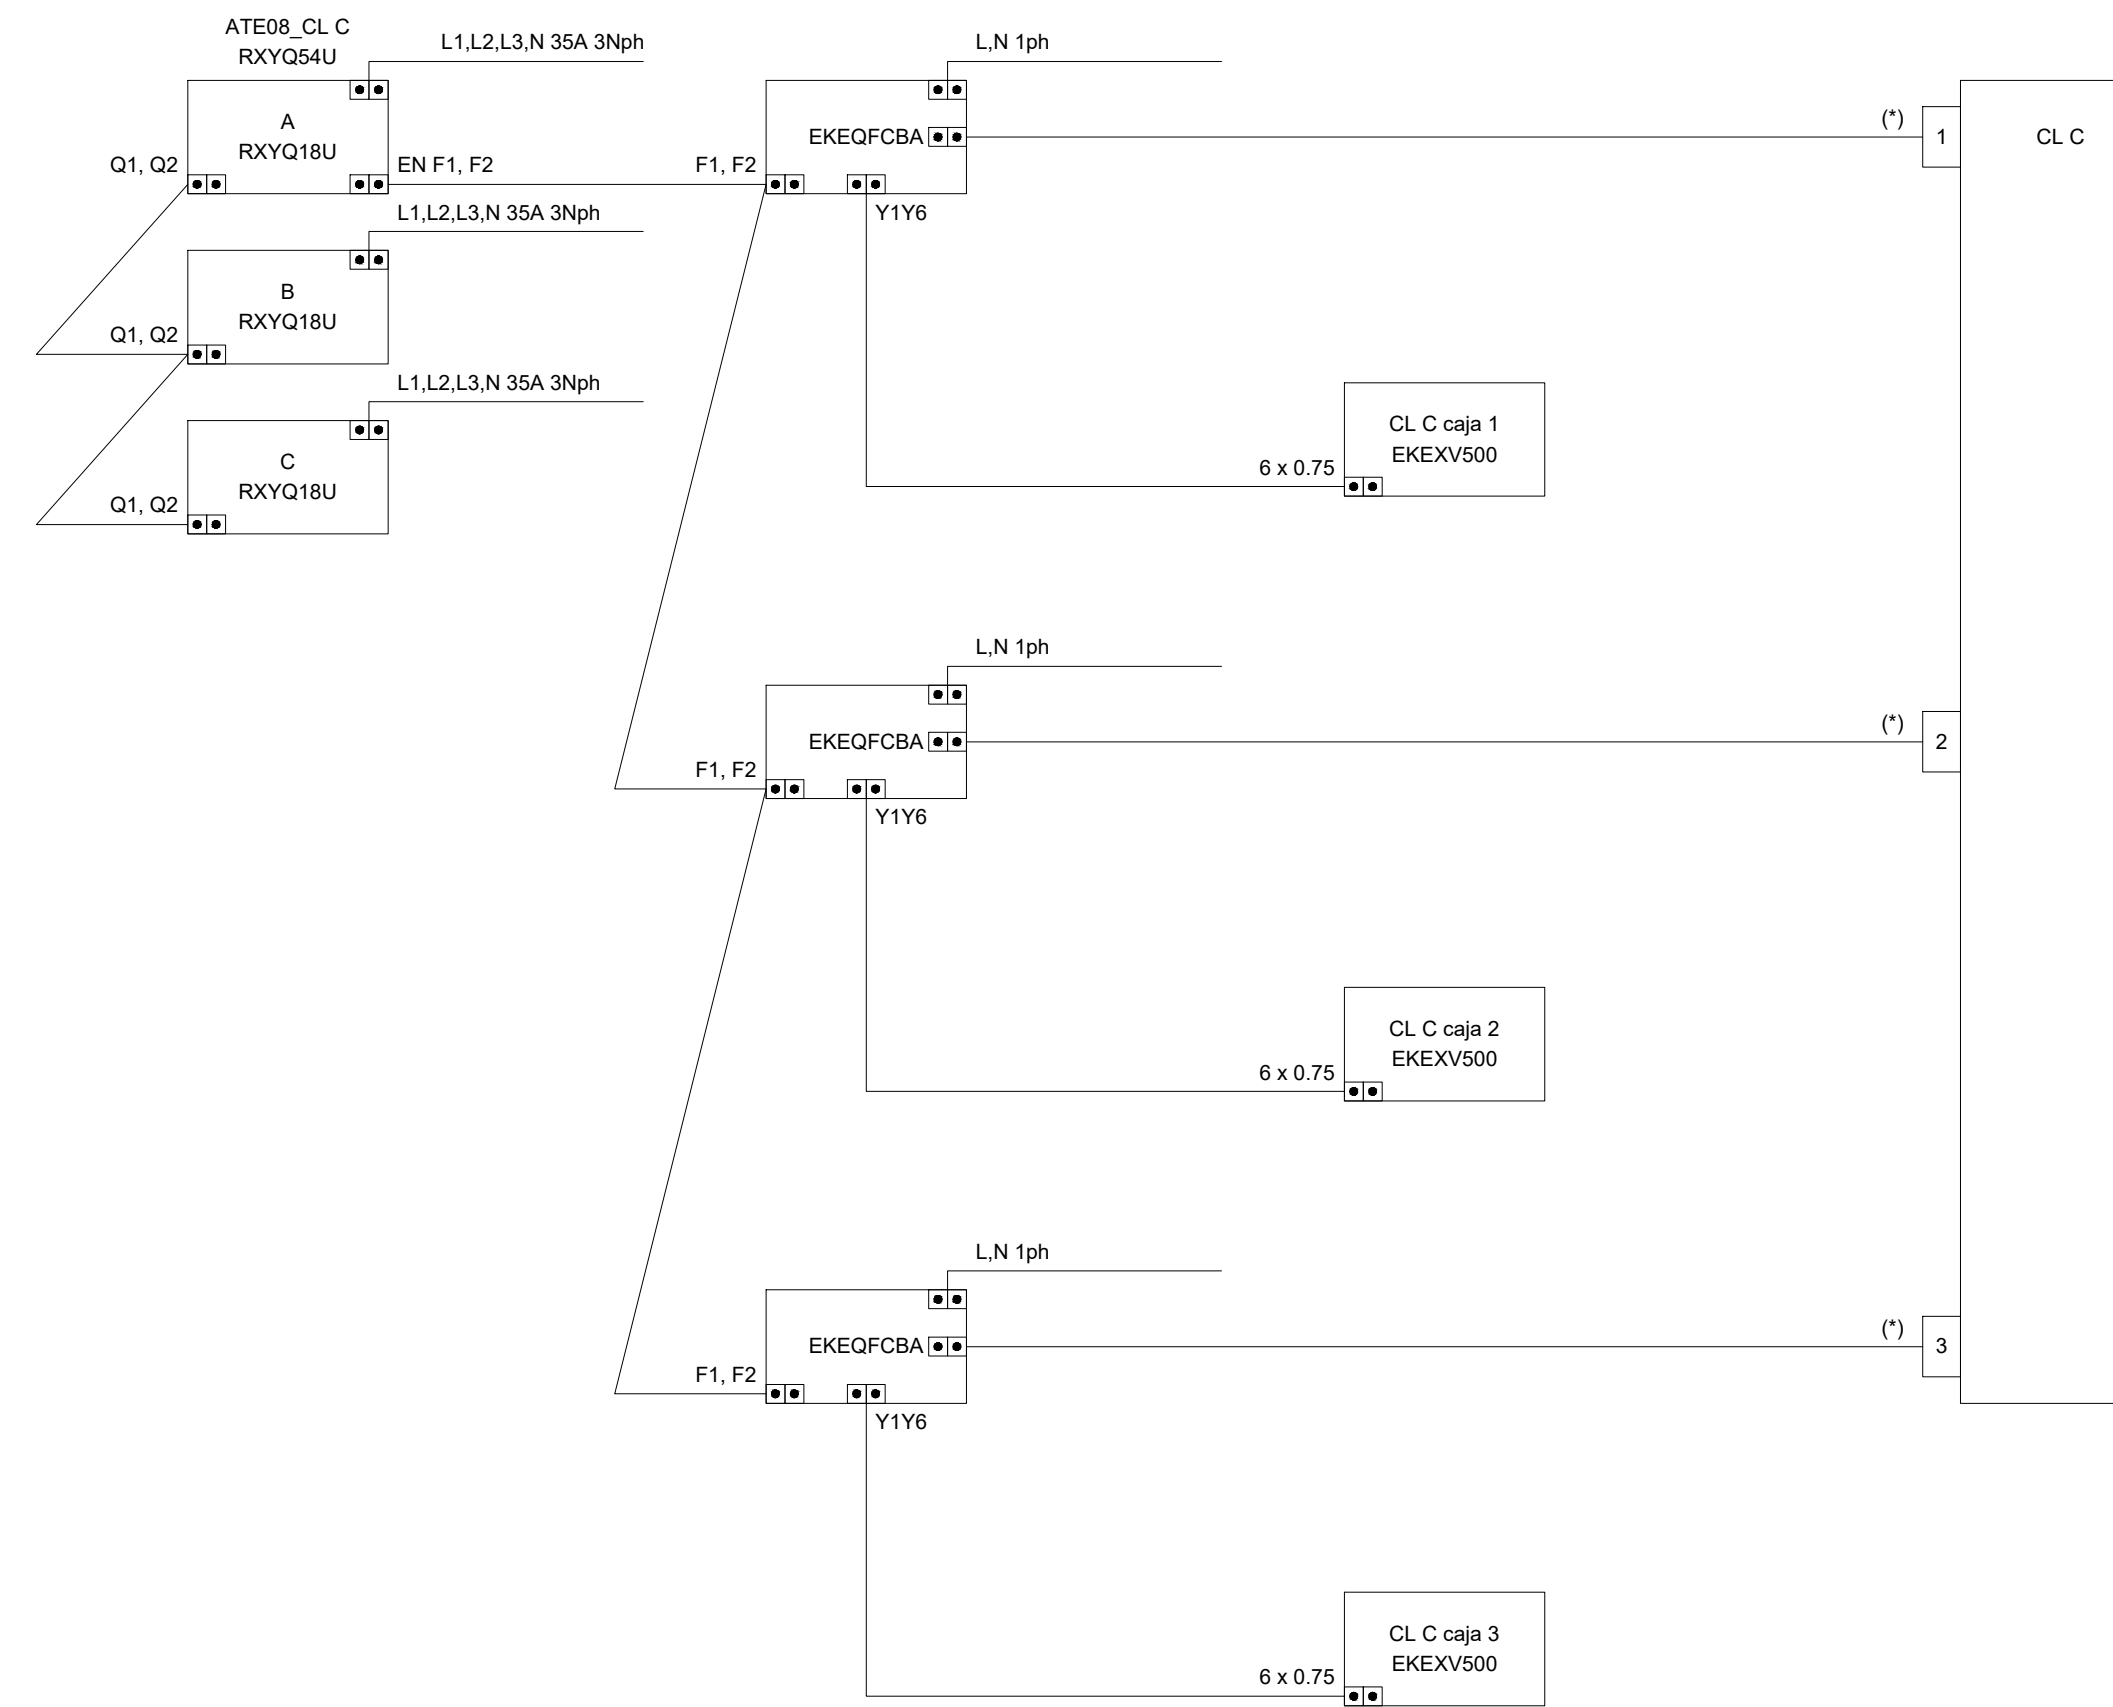 ATE08_CL C
RXYQ54U
L1,L2,L3,N 35A 3Nph
L,N 1ph
A
RXYQ18U
Q1, Q2
EN F1, F2
F1, F2
EKEQFCBA
(*)
1
CL C
Y1Y6
L1,L2,L3,N 35A 3Nph
B
RXYQ18U
Q1, Q2
L1,L2,L3,N 35A 3Nph
C
RXYQ18U
Q1, Q2
CL C caja 1
EKEXV500
6 x 0.75
L,N 1ph
EKEQFCBA
(*)
2
F1, F2
Y1Y6
CL C caja 2
EKEXV500
6 x 0.75
L,N 1ph
EKEQFCBA
(*)
3
F1, F2
Y1Y6
CL C caja 3
EKEXV500
6 x 0.75